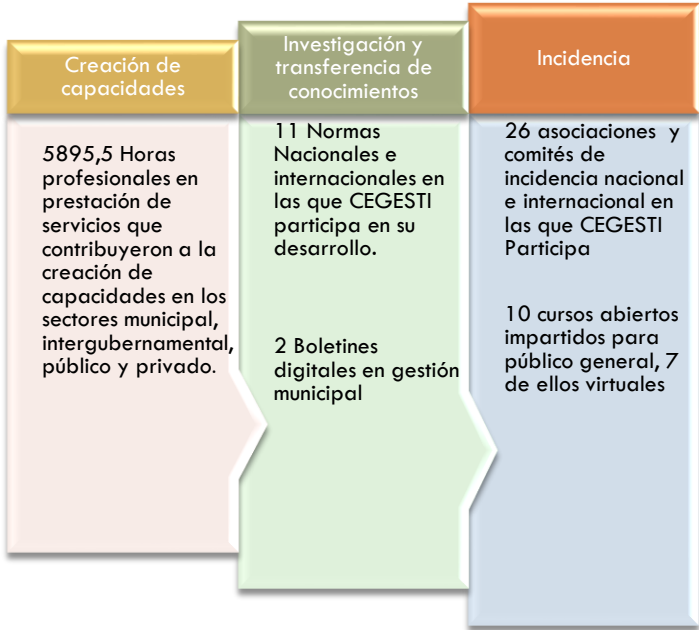 Creación de
capacidades
5895,5 Horas
profesionales en
prestación de
servicios que
contribuyeron a la
creación de
capacidades en los
sectores municipal,
intergubernamental,
público y privado.
Investigación y
transferencia de
conocimientos
11 Normas
Nacionales e
internacionales en
las que CEGESTI
participa en su
desarrollo.
2 Boletines
digitales en gestión
municipal
Incidencia
26 asociaciones y
comités de
incidencia nacional
e internacional en
las que CEGESTI
Participa
10 cursos abiertos
impartidos para
público general, 7
de ellos virtuales